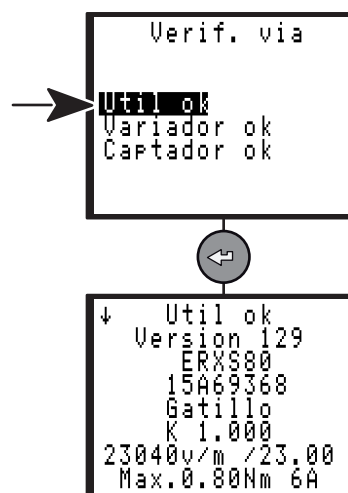 Verif. via
Util ok
Variador ok
Captador ok
↓ Util ok
Version 129
ERXS80
15A69368
Gatillo
K 1.000
23040v/m /23.00
Max.0.80Nm 6A